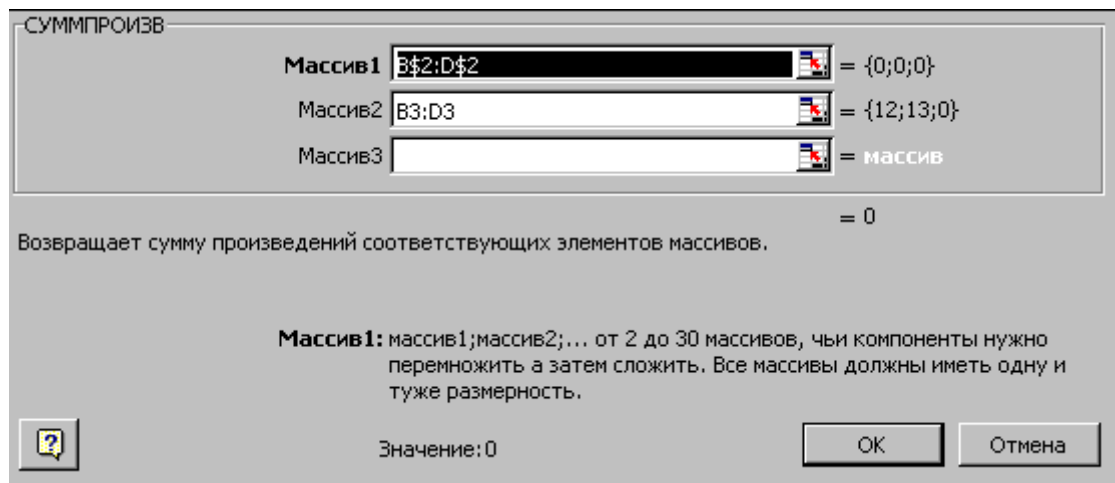 СУММПРОИЗВ
Массив1 B$2:D$2 = {0;0;0}
Массив2 B3:D3 = {12;13;0}
Массив3 = массив
= 0
Возвращает сумму произведений соответствующих элементов массивов.
Массив1: массив1;массив2;... от 2 до 30 массивов, чьи компоненты нужно
перемножить а затем сложить. Все массивы должны иметь одну и
туже размерность.
Значение:0 OK Отмена